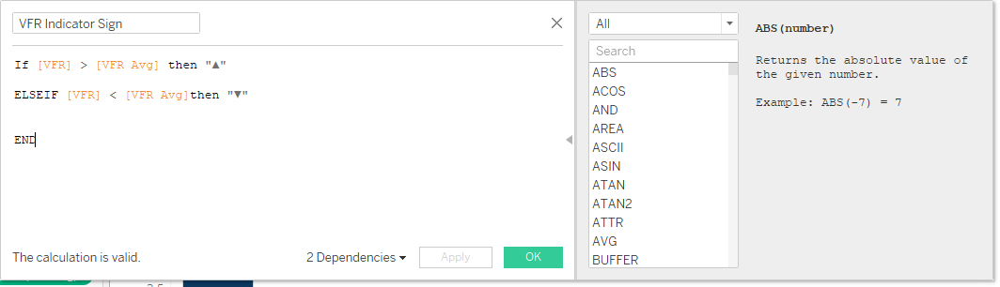 VFR Indicator Sign
If [VFR] > [VFR Avg] then "▲"
ELSEIF [VFR] < [VFR Avg]then "▼"
END
The calculation is valid.
2 Dependencies
Apply
OK
All
Search
ABS
ACOS
AND
AREA
ASCII
ASIN
ATAN
ATAN2
ATTR
AVG
BUFFER
ABS(number)
Returns the absolute value of
the given number.
Example: ABS(-7) = 7